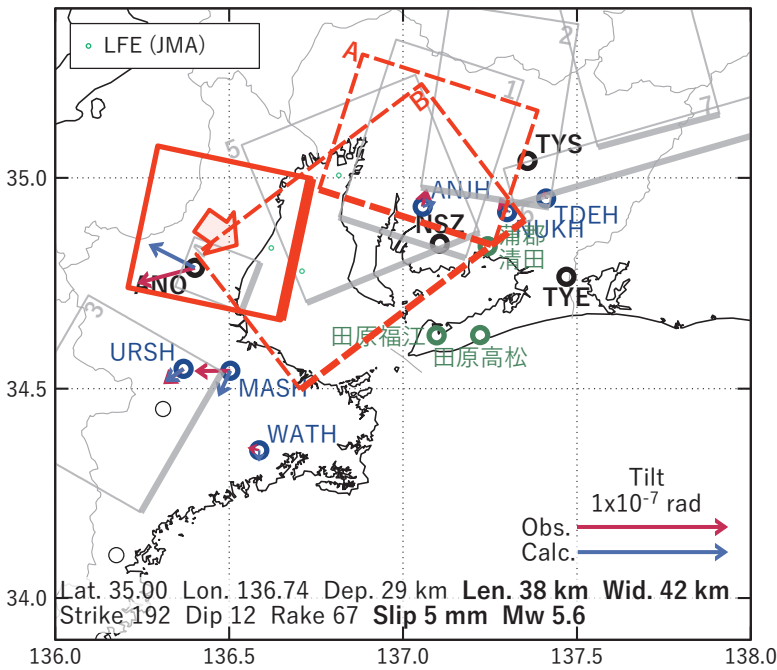 LFE (JMA)
A
B
1
2
3
5
7
TYS
ANJH
TDEH
NSZ
NUKH
蒲郡
清田
TYE
ANO
田原福江
田原高松
URSH
MASH
WATH
Tilt
1x10-7 rad
Obs.
Calc.
Lat. 35.00 Lon. 136.74 Dep. 29 km Len. 38 km Wid. 42 km
Strike 192 Dip 12 Rake 67 Slip 5 mm Mw 5.6
35.0
34.5
34.0
136.0
136.5
137.0
137.5
138.0